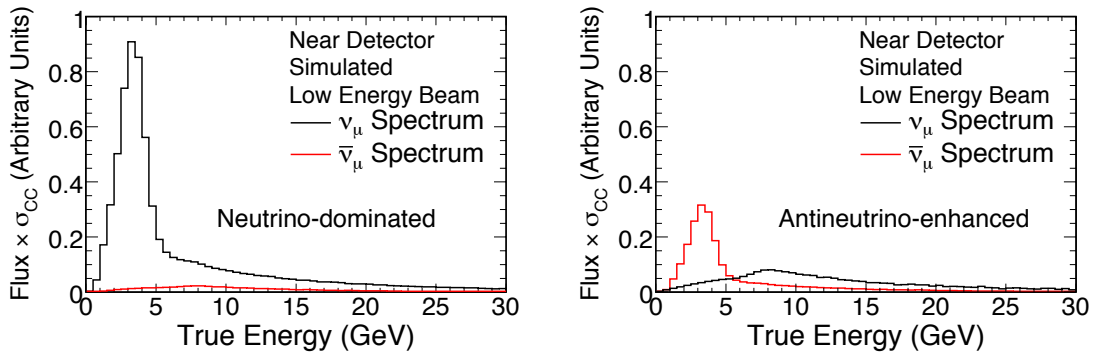 Flux × σCC (Arbitrary Units)
1
0.8
0.6
0.4
0.2
0
0 5 10 15 20 25 30
True Energy (GeV)
Near Detector
Simulated
Low Energy Beam
νμ Spectrum
ν̅μ Spectrum
Neutrino-dominated
Flux × σCC (Arbitrary Units)
1
0.8
0.6
0.4
0.2
0
0 5 10 15 20 25 30
True Energy (GeV)
Near Detector
Simulated
Low Energy Beam
νμ Spectrum
ν̅μ Spectrum
Antineutrino-enhanced